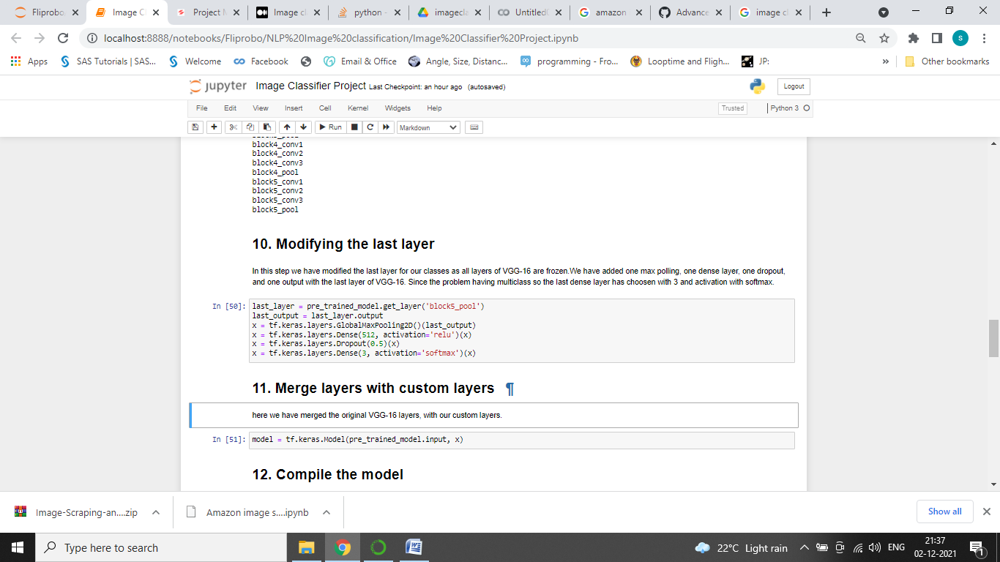 Fliprobo/
Image C
Project M
Image cl
python -
imagecla
Untitled
amazon
Advance
image cl
localhost:8888/notebooks/Fliprobo/NLP%20Image%20classification/Image%20Classifier%20Project.ipynb
S
Apps
SAS Tutorials | SAS...
Welcome
Facebook
Email & Office
Angle, Size, Distanc...
programming - Fro...
Looptime and Fligh...
JP:
»
Other bookmarks
jupyter
Image Classifier Project Last Checkpoint: an hour ago (autosaved)
Logout
File Edit View Insert Cell Kernel Widgets Help
Trusted
Python 3
Run
Markdown
block4_conv1
block4_conv2
block4_conv3
block4_pool
block5_conv1
block5_conv2
block5_conv3
block5_pool
10. Modifying the last layer
In this step we have modified the last layer for our classes as all layers of VGG-16 are frozen.We have added one max polling, one dense layer, one dropout,
and one output with the last layer of VGG-16. Since the problem having multiclass so the last dense layer has choosen with 3 and activation with softmax.
In [50]:
last_layer = pre_trained_model.get_layer('block5_pool')
last_output = last_layer.output
x = tf.keras.layers.GlobalMaxPooling2D()(last_output)
x = tf.keras.layers.Dense(512, activation='relu')(x)
x = tf.keras.layers.Dropout(0.5)(x)
x = tf.keras.layers.Dense(3, activation='softmax')(x)
11. Merge layers with custom layers ¶
here we have merged the original VGG-16 layers, with our custom layers.
In [51]:
model = tf.keras.Model(pre_trained_model.input, x)
12. Compile the model
Image-Scraping-an....zip
Amazon image s....ipynb
Show all
Type here to search
22°C Light rain
ENG
21:37
02-12-2021
1